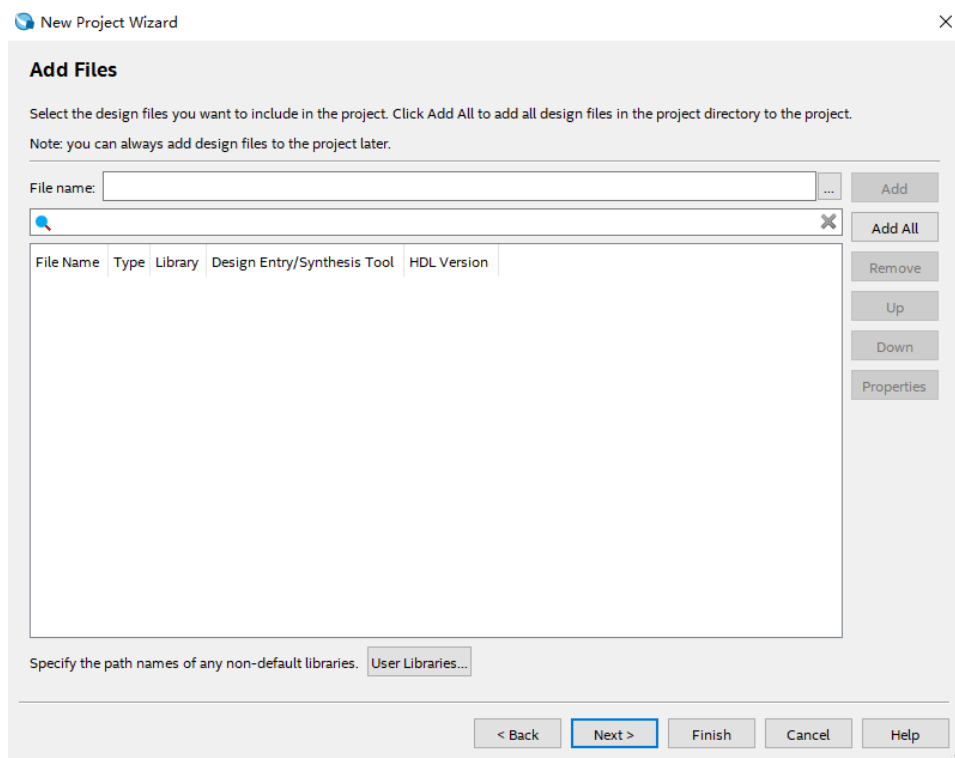 New Project Wizard
Add Files
Select the design files you want to include in the project. Click Add All to add all design files in the project directory to the project.
Note: you can always add design files to the project later.
File name: ... Add
Add All
File Name Type Library Design Entry/Synthesis Tool HDL Version
Remove
Up
Down
Properties
Specify the path names of any non-default libraries. User Libraries...
< Back Next > Finish Cancel Help